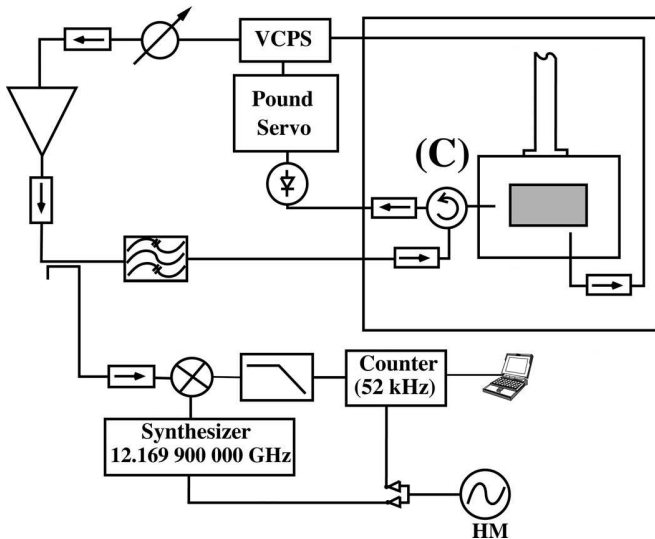 VCPS
Pound
Servo
(C)
Counter
(52 kHz)
Synthesizer
12.169 900 000 GHz
HM